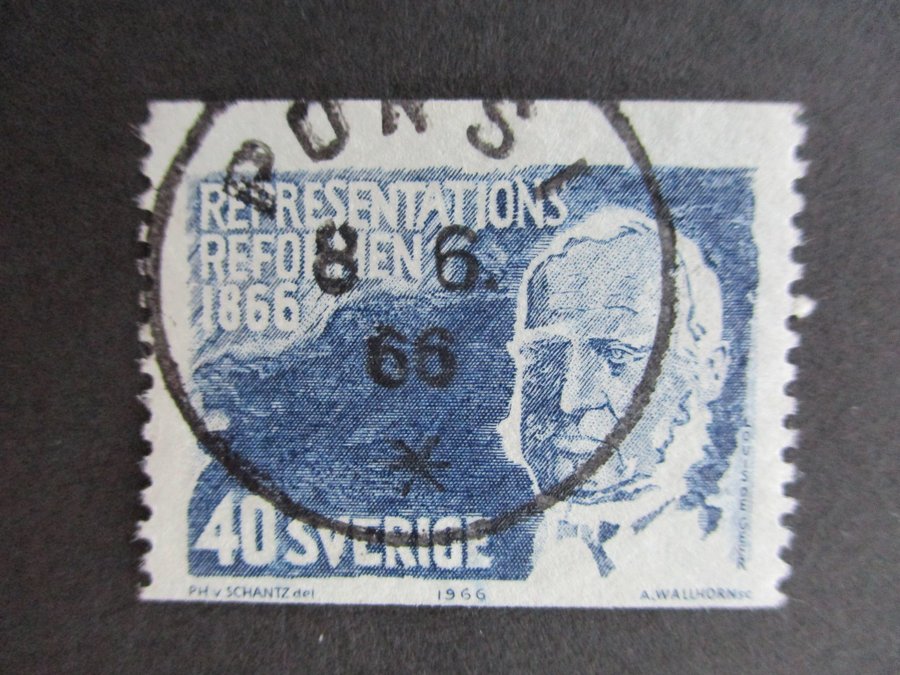 REPRESENTATIONS
REFORMEN
1866
8 6.
66
40 SVERIGE
PH v SCHANTZ del
1966
A. WALLHORN sc